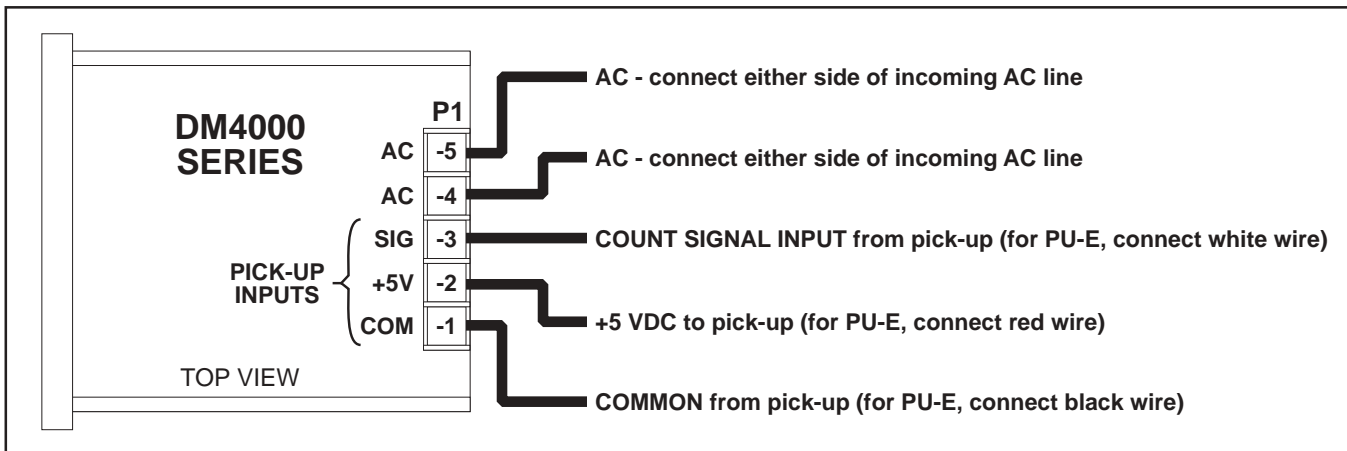 DM4000
SERIES
P1
AC -5
AC -4
SIG -3
+5V -2
COM -1
PICK-UP
INPUTS
TOP VIEW
AC - connect either side of incoming AC line
AC - connect either side of incoming AC line
COUNT SIGNAL INPUT from pick-up (for PU-E, connect white wire)
+5 VDC to pick-up (for PU-E, connect red wire)
COMMON from pick-up (for PU-E, connect black wire)